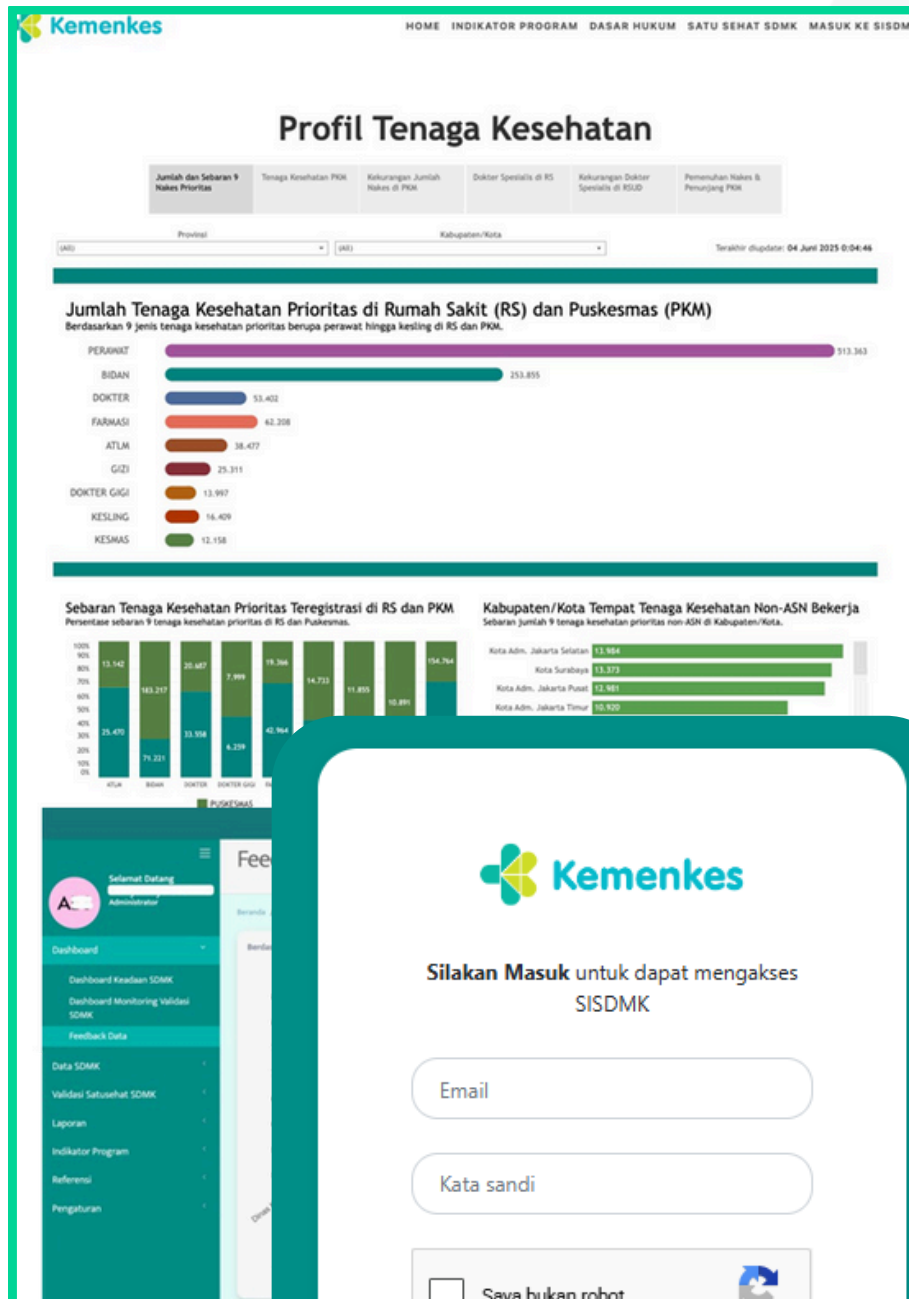 Kemenkes
HOME INDIKATOR PROGRAM DASAR HUKUM SATU SEHAT SDMK MASUK KE SISDM
Profil Tenaga Kesehatan
Jumlah dan Sebaran 9 Nakes Prioritas
Tenaga Kesehatan PKM
Kekurangan Jumlah Nakes di PKM
Dokter Spesialis di RS
Kekurangan Dokter Spesialis di RSUD
Pemenuhan Nakes & Penunjang PKM
Provinsi
Kabupaten/Kota
(All)
(All)
Terakhir diupdate: 04 Juni 2025 0:04:46
Jumlah Tenaga Kesehatan Prioritas di Rumah Sakit (RS) dan Puskesmas (PKM)
Berdasarkan 9 jenis tenaga kesehatan prioritas berupa perawat hingga kesling di RS dan PKM.
PERAWAT 513.363
BIDAN 253.855
DOKTER 53.402
FARMASI 62.208
ATLM 38.477
GIZI 25.311
DOKTER GIGI 13.997
KESLING 16.409
KESMAS 12.158
Sebaran Tenaga Kesehatan Prioritas Teregistrasi di RS dan PKM
Persentase sebaran 9 tenaga kesehatan prioritas di RS dan Puskesmas.
100%
90%
80%
70%
60%
50%
40%
30%
20%
10%
0%
13.142 183.217 20.687 7,999 19.366 14,733 11.855 10.891 154.764
25.470 71.221 33.558 6.259 42.964
ATLM BIDAN DOKTER DOKTER GIGI
PUSKESMAS
Kabupaten/Kota Tempat Tenaga Kesehatan Non-ASN Bekerja
Sebaran jumlah 9 tenaga kesehatan prioritas non-ASN di Kabupaten/Kota.
Kota Adm. Jakarta Selatan 13.984
Kota Surabaya 13.373
Kota Adm. Jakarta Pusat 12.981
Kota Adm. Jakarta Timur 10.920
Selamat Datang
Administrator
A
Dashboard
Dashboard Keadaan SDMK
Dashboard Monitoring Validasi
SDMK
Feedback Data
Data SDMK
Validasi Satusehat SDMK
Laporan
Indikator Program
Referensi
Pengaturan
Fee
Beranda
Berda
Dinas
Kemenkes
Silakan Masuk untuk dapat mengakses
SISDMK
Email
Kata sandi
Saya bukan robot